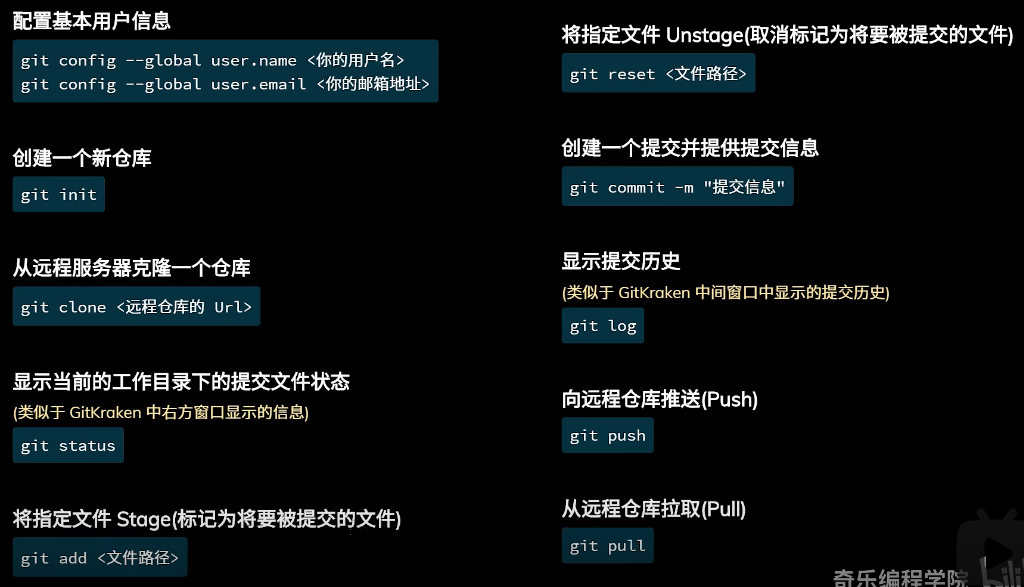 配置基本用户信息
git config --global user.name <你的用户名>
git config --global user.email <你的邮箱地址>
创建一个新仓库
git init
从远程服务器克隆一个仓库
git clone <远程仓库的 Url>
显示当前的工作目录下的提交文件状态
(类似于 GitKraken 中右方窗口显示的信息)
git status
将指定文件 Stage(标记为将要被提交的文件)
git add <文件路径>
将指定文件 Unstage(取消标记为将要被提交的文件)
git reset <文件路径>
创建一个提交并提供提交信息
git commit -m "提交信息"
显示提交历史
(类似于 GitKraken 中间窗口中显示的提交历史)
git log
向远程仓库推送(Push)
git push
从远程仓库拉取(Pull)
git pull
奇乐编程学院